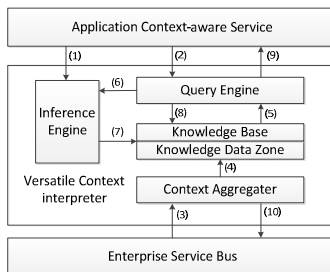 Application Context-aware Service
(1)
(2)
(9)
(6)
Query Engine
Inference
Engine
(8)
(5)
(7)
Knowledge Base
Knowledge Data Zone
(4)
Versatile Context
interpreter
Context Aggregater
(3)
(10)
Enterprise Service Bus